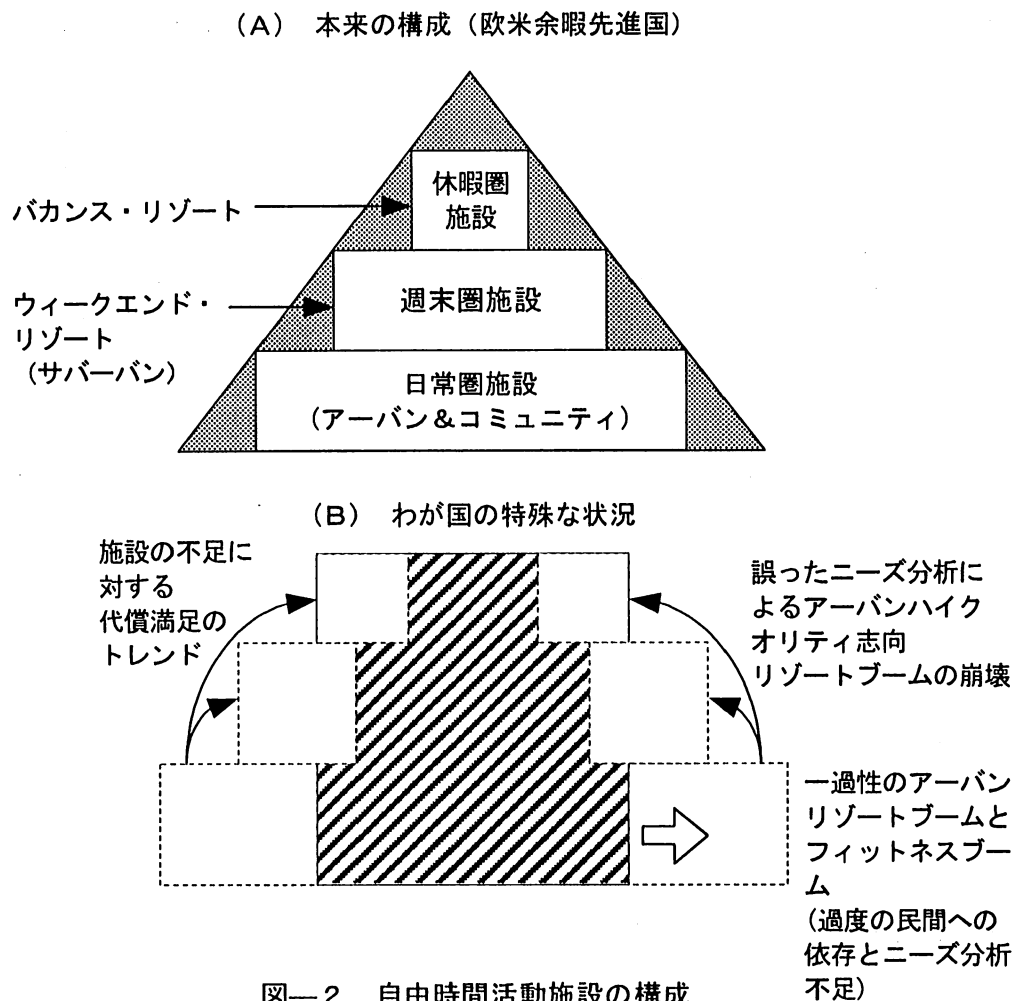 (A) 本来の構成(欧米余暇先進国)
休暇圏
施設
バカンス・リゾート
週末圏施設
ウィークエンド・
リゾート
(サバーバン)
日常圏施設
(アーバン&コミュニティ)
(B) わが国の特殊な状況
施設の不足に
対する
代償満足の
トレンド
誤ったニーズ分析に
よるアーバンハイク
オリティ志向
リゾートブームの崩壊
一過性のアーバン
リゾートブームと
フィットネスブー
ム
(過度の民間への
依存とニーズ分析
不足)
図―2 自由時間活動施設の構成